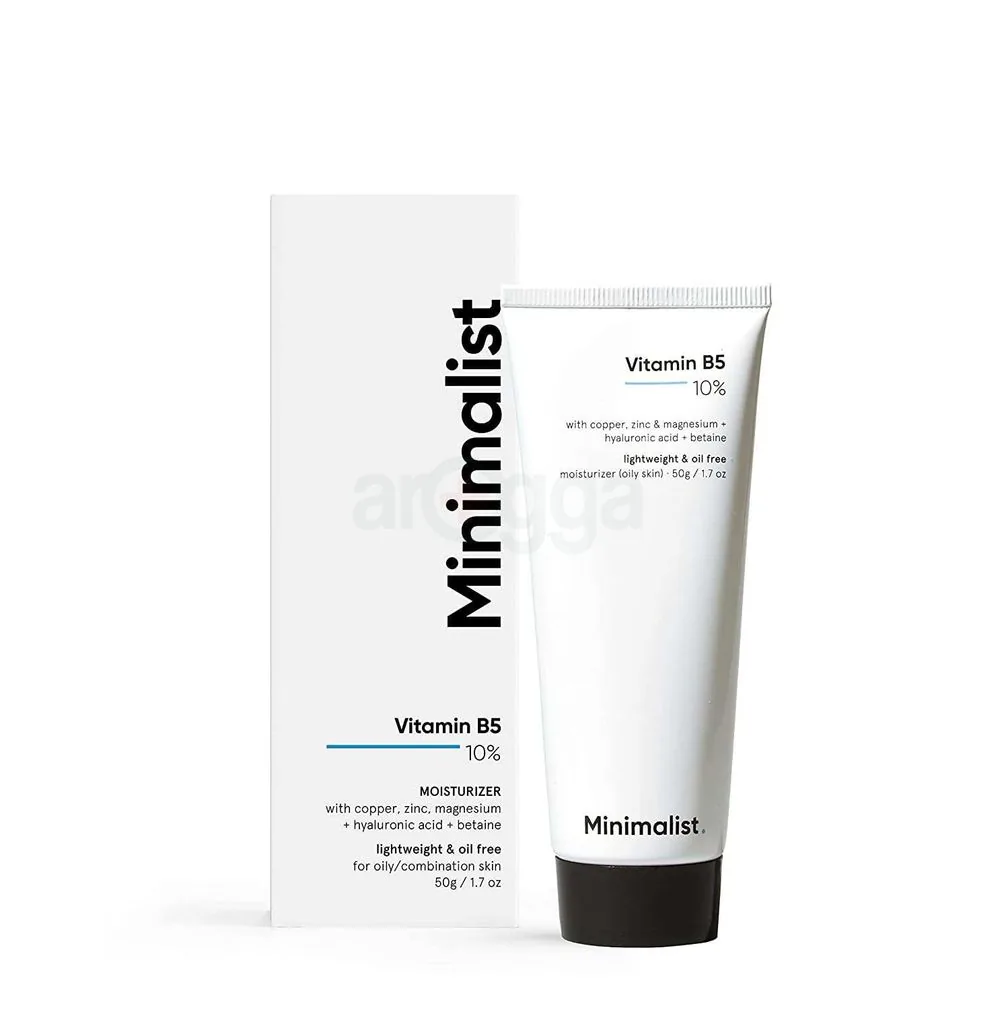 Minimalist
Vitamin B5
10%
MOISTURIZER
with copper, zinc, magnesium
+ hyaluronic acid + betaine
lightweight & oil free
for oily/combination skin
50g / 1.7 oz
Vitamin B5
10%
with copper, zinc & magnesium +
hyaluronic acid + betaine
lightweight & oil free
moisturizer (oily skin) · 50g / 1.7 oz
Minimalist
arogga